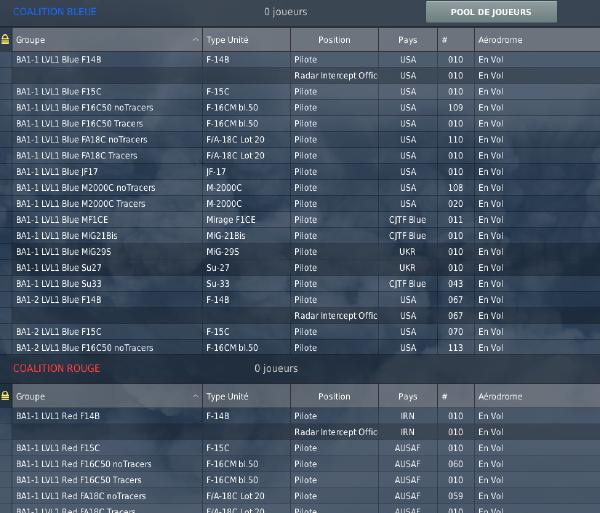 COALITION BLEUE 0 joueurs POOL DE JOUEURS
Groupe Type Unité Position Pays # Aérodrome
BA1-1 LVL1 Blue F14B F-14B Pilote USA 010 En Vol
Radar Intercept Offic USA 010 En Vol
BA1-1 LVL1 Blue F15C F-15C Pilote USA 010 En Vol
BA1-1 LVL1 Blue F16C50 noTracers F-16CM bl.50 Pilote USA 109 En Vol
BA1-1 LVL1 Blue F16C50 Tracers F-16CM bl.50 Pilote USA 010 En Vol
BA1-1 LVL1 Blue FA18C noTracers F/A-18C Lot 20 Pilote USA 110 En Vol
BA1-1 LVL1 Blue FA18C Tracers F/A-18C Lot 20 Pilote USA 010 En Vol
BA1-1 LVL1 Blue JF17 JF-17 Pilote USA 010 En Vol
BA1-1 LVL1 Blue M2000C noTracers M-2000C Pilote USA 108 En Vol
BA1-1 LVL1 Blue M2000C Tracers M-2000C Pilote USA 020 En Vol
BA1-1 LVL1 Blue MF1CE Mirage F1CE Pilote CJTF Blue 011 En Vol
BA1-1 LVL1 Blue MiG21Bis MiG-21Bis Pilote CJTF Blue 010 En Vol
BA1-1 LVL1 Blue MiG29S MiG-29S Pilote UKR 010 En Vol
BA1-1 LVL1 Blue Su27 Su-27 Pilote UKR 010 En Vol
BA1-1 LVL1 Blue Su33 Su-33 Pilote CJTF Blue 043 En Vol
BA1-2 LVL1 Blue F14B F-14B Pilote USA 067 En Vol
Radar Intercept Offic USA 067 En Vol
BA1-2 LVL1 Blue F15C F-15C Pilote USA 070 En Vol
BA1-2 LVL1 Blue F16C50 noTracers F-16CM bl.50 Pilote USA 113 En Vol
COALITION ROUGE 0 joueurs
Groupe Type Unité Position Pays # Aérodrome
BA1-1 LVL1 Red F14B F-14B Pilote IRN 010 En Vol
Radar Intercept Offic IRN 010 En Vol
BA1-1 LVL1 Red F15C F-15C Pilote AUSAF 010 En Vol
BA1-1 LVL1 Red F16C50 noTracers F-16CM bl.50 Pilote AUSAF 060 En Vol
BA1-1 LVL1 Red F16C50 Tracers F-16CM bl.50 Pilote AUSAF 010 En Vol
BA1-1 LVL1 Red FA18C noTracers F/A-18C Lot 20 Pilote AUSAF 059 En Vol
BA1-1 LVL1 Red FA18C Tracers F/A-18C Lot 20 Pilote AUSAF 010 En Vol